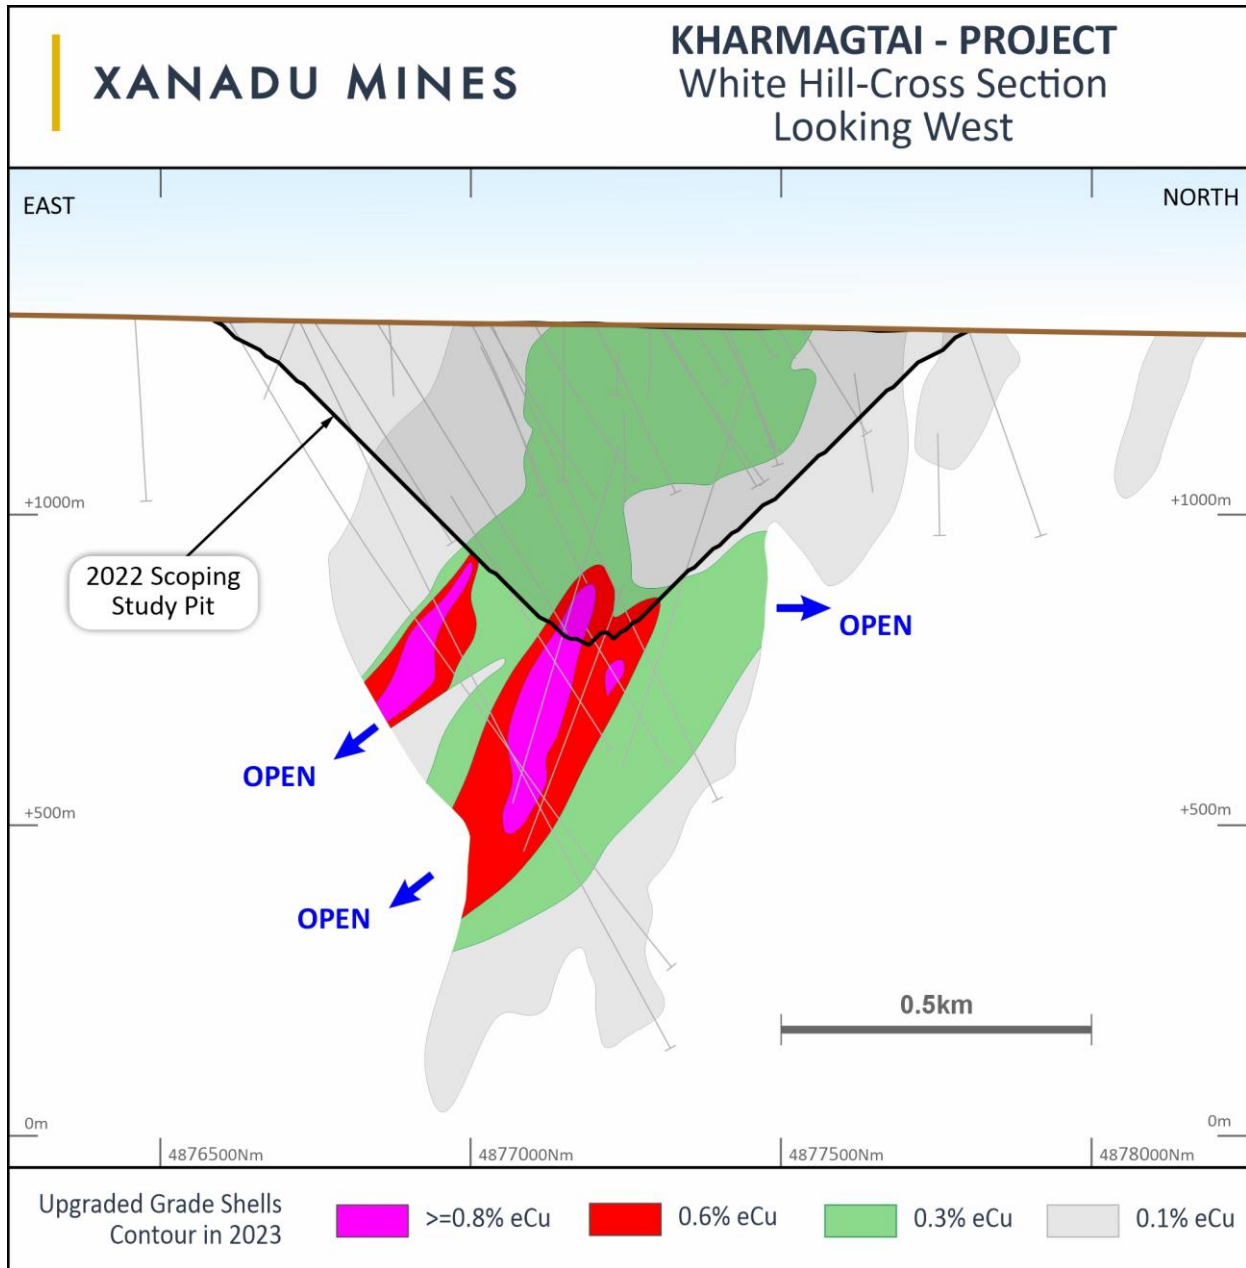 XANADU MINES
KHARMAGTAI - PROJECT
White Hill-Cross Section
Looking West
EAST
NORTH
+1000m
+1000m
2022 Scoping
Study Pit
OPEN
OPEN
+500m
+500m
OPEN
0.5km
0m
0m
4876500Nm
4877000Nm
4877500Nm
4878000Nm
Upgraded Grade Shells
Contour in 2023
>=0.8% eCu
0.6% eCu
0.3% eCu
0.1% eCu